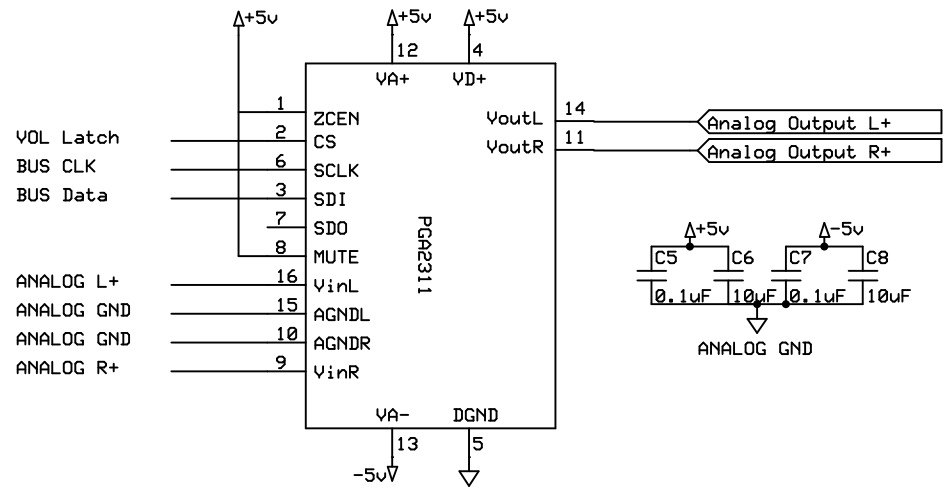 +5v
+5v
+5v
12
4
VA+
VD+
1
ZCEN
VoutL
14
Analog Output L+
VOL Latch
2
CS
VoutR
11
Analog Output R+
BUS CLK
6
SCLK
BUS Data
3
SDI
7
SDO
8
MUTE
PGA2311
+5v
-5v
C5
C6
C7
C8
0.1uF
10uF
0.1uF
10uF
ANALOG GND
ANALOG L+
16
VinL
ANALOG GND
15
AGNDL
ANALOG GND
10
AGNDR
ANALOG R+
9
VinR
VA-
DGND
13
5
-5v